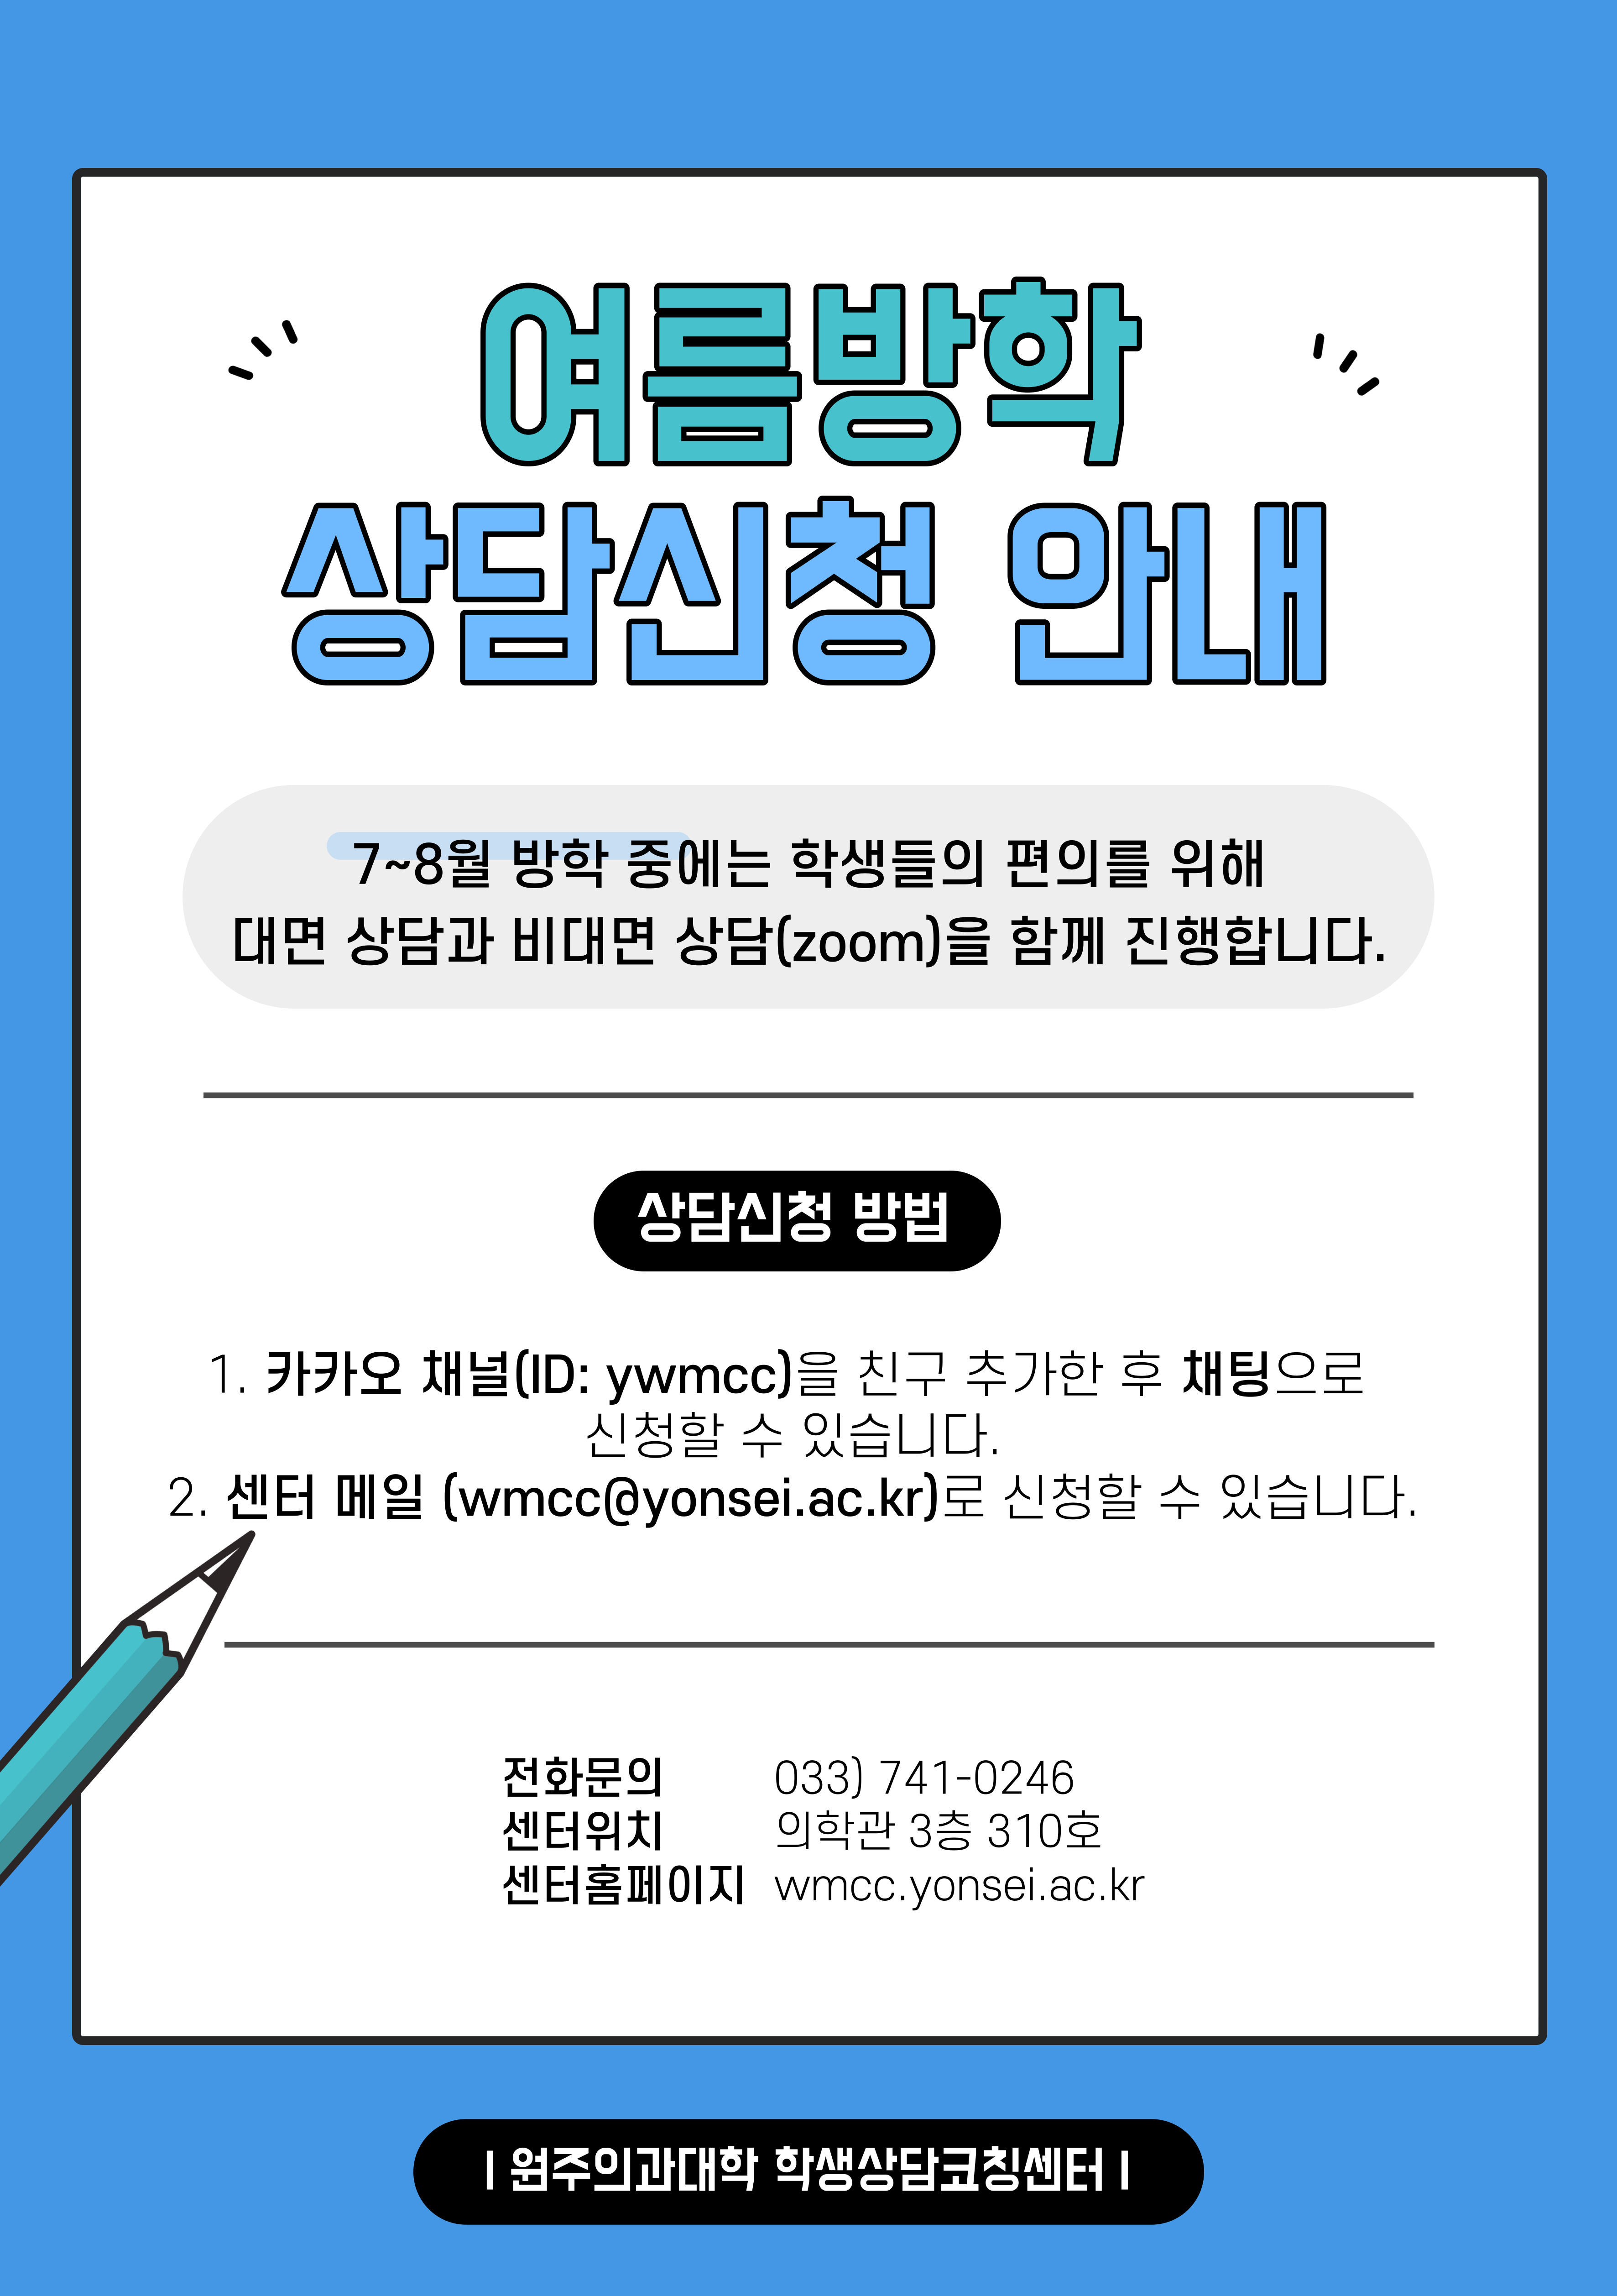 여름방학
상담신청 안내
7~8월 방학 중에는 학생들의 편의를 위해
대면 상담과 비대면 상담(zoom)을 함께 진행합니다.
상담신청 방법
1. 카카오 채널(ID: ywmcc)을 친구 추가한 후 채팅으로
신청할 수 있습니다.
2. 센터 메일 (wmcc@yonsei.ac.kr)로 신청할 수 있습니다.
전화문의 033) 741-0246
센터위치 의학관 3층 310호
센터홈페이지 wmcc.yonsei.ac.kr
| 원주의과대학 학생상담코칭센터 |